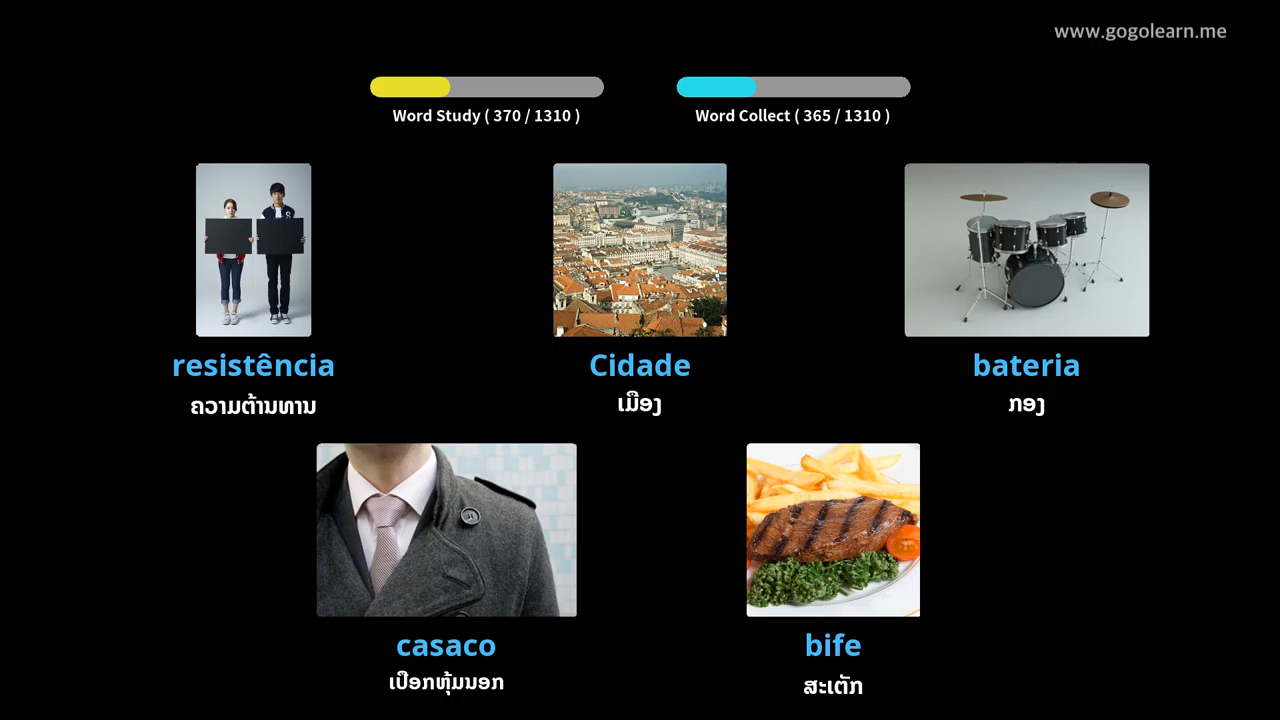 www.gogolearn.me
Word Study ( 370 / 1310 )
Word Collect ( 365 / 1310 )
resistência
ຄວາມຕ້ານທານ
Cidade
ເມືອງ
bateria
ກອງ
casaco
ເປືອກຫຸ້ມນອກ
bife
ສະເຕັກ